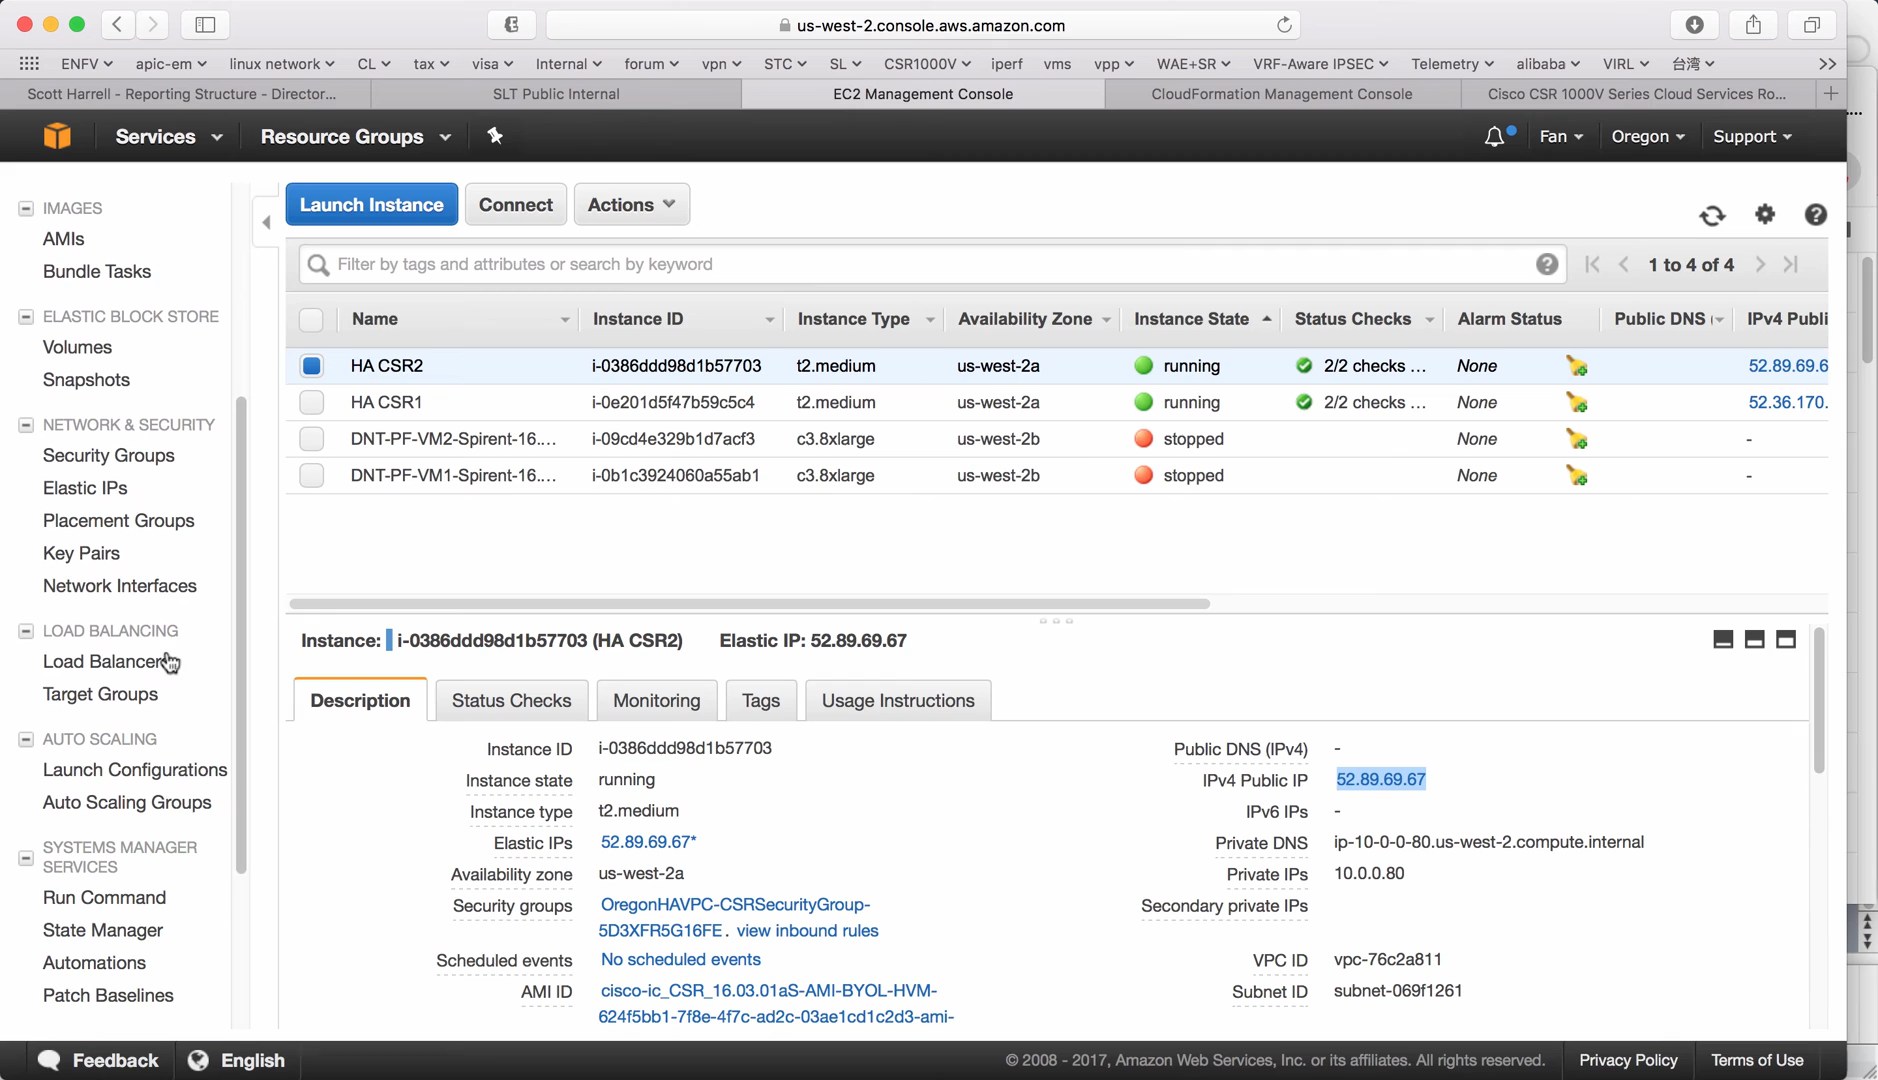 us-west-2.console.aws.amazon.com
ENFV apic-em linux network CL tax visa Internal forum vpn STC SL CSR1000V iperf vms vpp WAE+SR VRF-Aware IPSEC Telemetry alibaba VIRL 台湾 >>
Scott Harrell - Reporting Structure - Director... SLT Public Internal EC2 Management Console CloudFormation Management Console Cisco CSR 1000V Series Cloud Services Ro... +
Services Resource Groups Fan Oregon Support
IMAGES
AMIs
Bundle Tasks
ELASTIC BLOCK STORE
Volumes
Snapshots
NETWORK & SECURITY
Security Groups
Elastic IPs
Placement Groups
Key Pairs
Network Interfaces
LOAD BALANCING
Load Balancer
Target Groups
AUTO SCALING
Launch Configurations
Auto Scaling Groups
SYSTEMS MANAGER
SERVICES
Run Command
State Manager
Automations
Patch Baselines
Launch Instance Connect Actions
Filter by tags and attributes or search by keyword
1 to 4 of 4
Name Instance ID Instance Type Availability Zone Instance State Status Checks Alarm Status Public DNS ( IPv4 Publi
HA CSR2 i-0386ddd98d1b57703 t2.medium us-west-2a running 2/2 checks ... None 52.89.69.6
HA CSR1 i-0e201d5f47b59c5c4 t2.medium us-west-2a running 2/2 checks ... None 52.36.170.
DNT-PF-VM2-Spirent-16.... i-09cd4e329b1d7acf3 c3.8xlarge us-west-2b stopped None -
DNT-PF-VM1-Spirent-16.... i-0b1c3924060a55ab1 c3.8xlarge us-west-2b stopped None -
Instance: i-0386ddd98d1b57703 (HA CSR2) Elastic IP: 52.89.69.67
Description Status Checks Monitoring Tags Usage Instructions
Instance ID i-0386ddd98d1b57703 Public DNS (IPv4) -
Instance state running IPv4 Public IP 52.89.69.67
Instance type t2.medium IPv6 IPs -
Elastic IPs 52.89.69.67* Private DNS ip-10-0-0-80.us-west-2.compute.internal
Availability zone us-west-2a Private IPs 10.0.0.80
Security groups OregonHAVPC-CSRSecurityGroup- Secondary private IPs
5D3XFR5G16FE. view inbound rules
Scheduled events No scheduled events VPC ID vpc-76c2a811
AMI ID cisco-ic_CSR_16.03.01aS-AMI-BYOL-HVM- Subnet ID subnet-069f1261
624f5bb1-7f8e-4f7c-ad2c-03ae1cd1c2d3-ami-
Feedback English © 2008 - 2017, Amazon Web Services, Inc. or its affiliates. All rights reserved. Privacy Policy Terms of Use